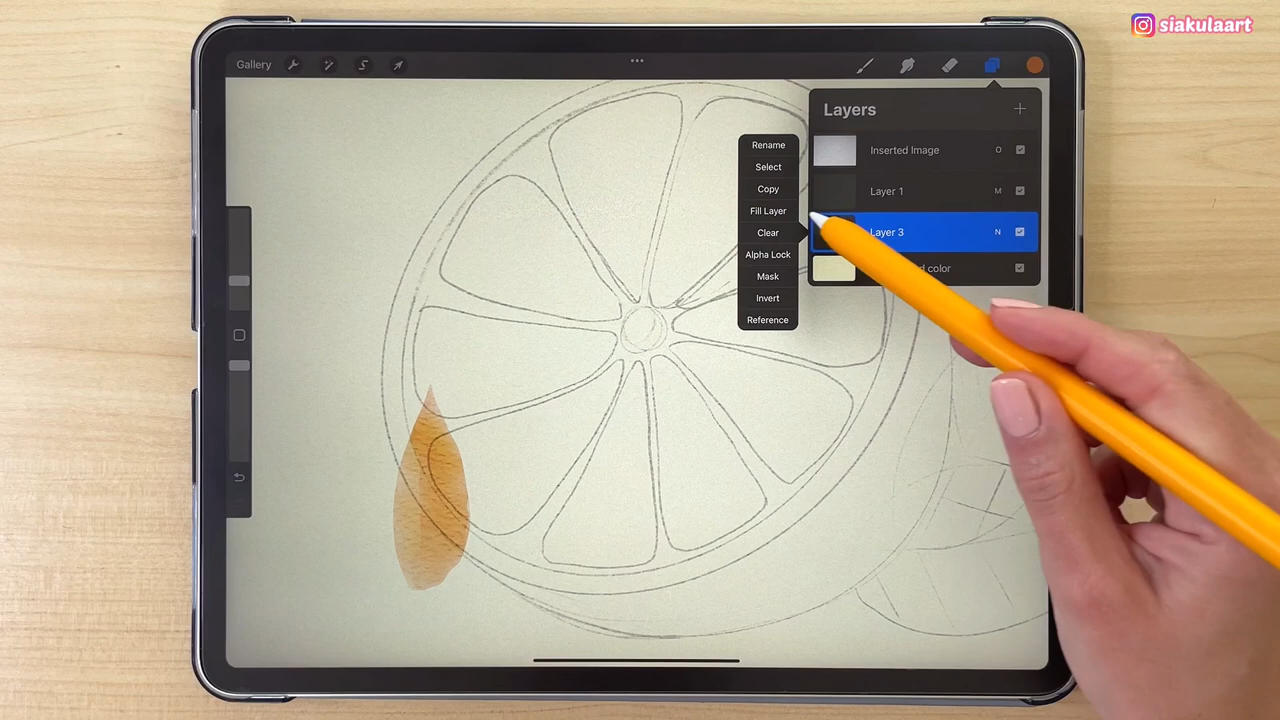 siakulaart
Gallery
Layers
Inserted Image
O
Layer 1
M
Layer 3
N
d color
Rename
Select
Copy
Fill Layer
Clear
Alpha Lock
Mask
Invert
Reference